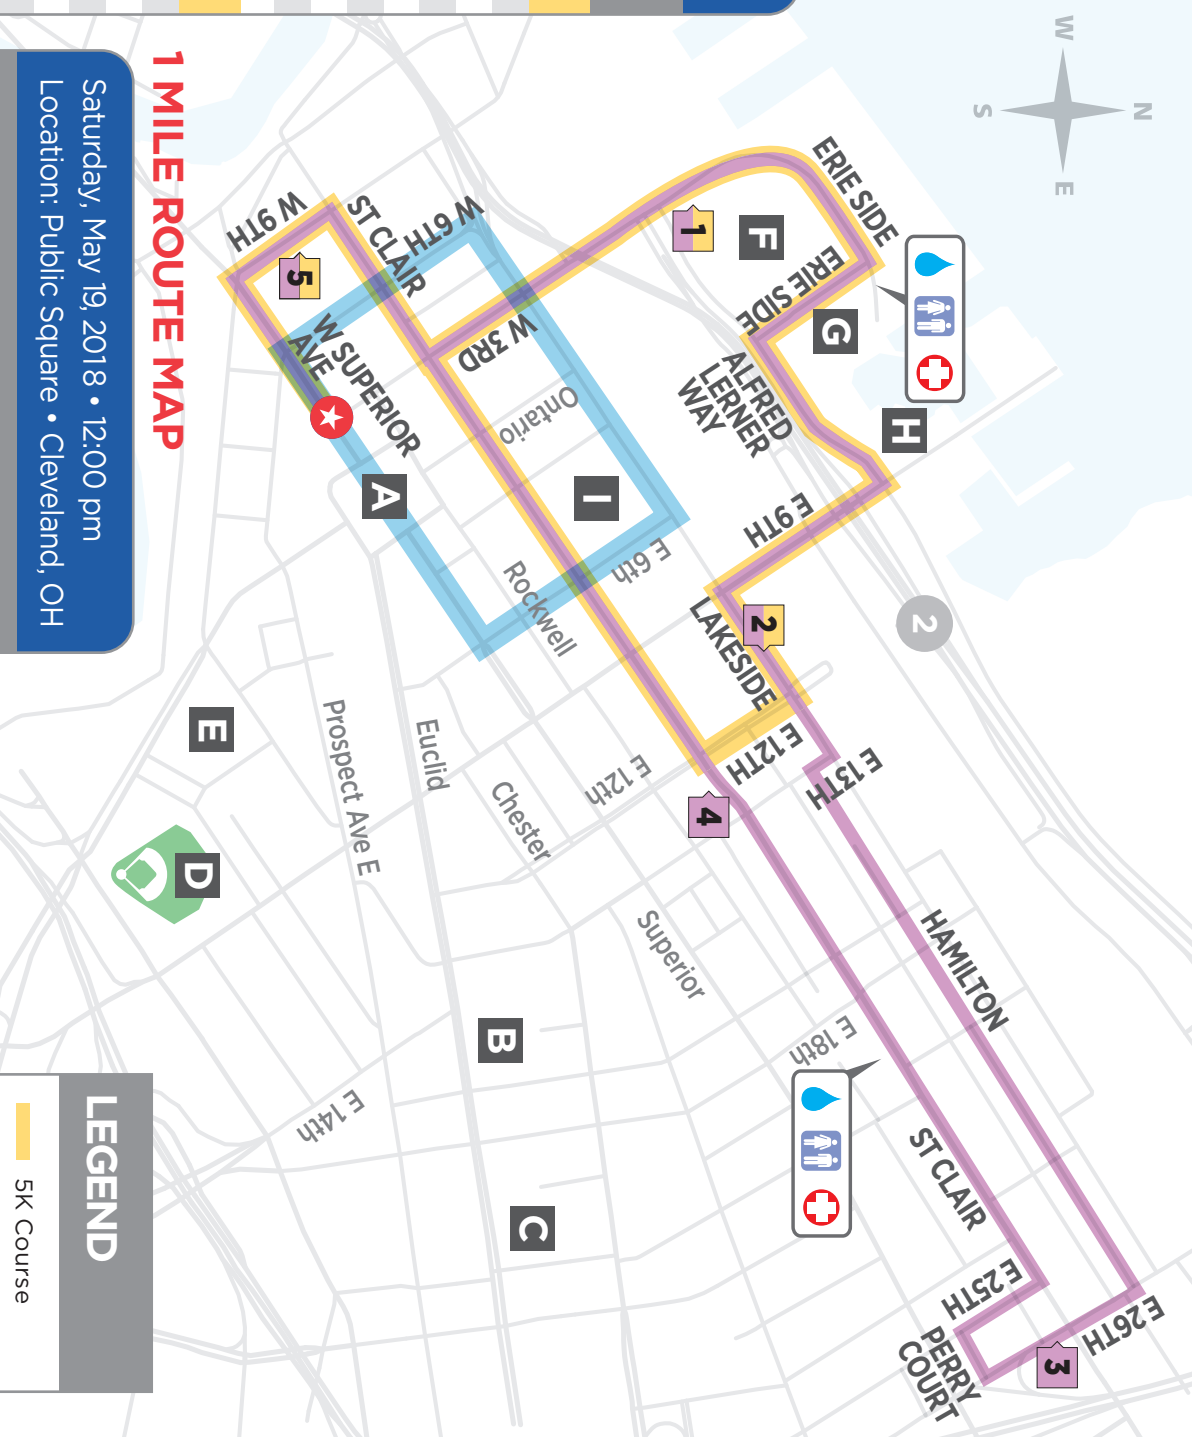 1 MILE ROUTE MAP
Saturday, May 19, 2018 • 12:00 pm
Location: Public Square • Cleveland, OH
N
W
E
S
ERIE SIDE
ERIE SIDE
W 9TH
ST CLAIR
W 6TH
W 3RD
W SUPERIOR
AVE
ALFRED
LERNER
WAY
E 9TH
LAKESIDE
E 12TH
E 13TH
HAMILTON
ST CLAIR
E 25TH
E 26TH
PERRY
COURT
Ontario
Rockwell
E 6th
E 12th
Prospect Ave E
Euclid
Chester
Superior
E 18th
E 14th
1
2
3
4
5
2
A
B
C
D
E
F
G
H
I
LEGEND
5K Course